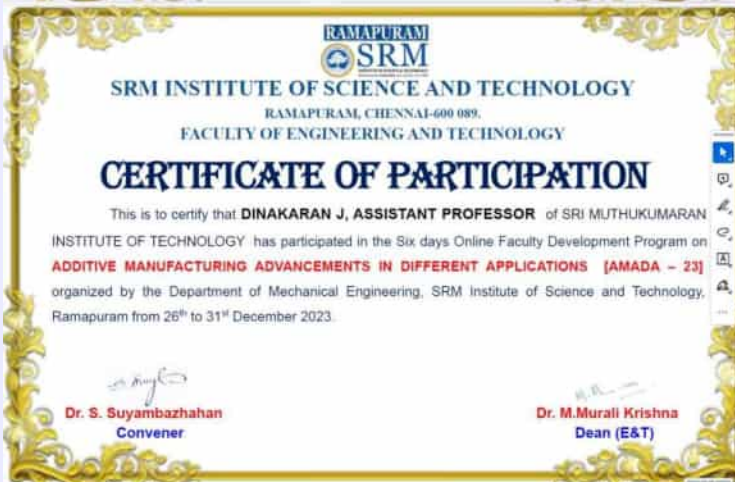 RAMAPURAM
SRM
SRM INSTITUTE OF SCIENCE AND TECHNOLOGY
RAMAPURAM, CHENNAI-600 089.
FACULTY OF ENGINEERING AND TECHNOLOGY
CERTIFICATE OF PARTICIPATION
This is to certify that DINAKARAN J, ASSISTANT PROFESSOR of SRI MUTHUKUMARAN
INSTITUTE OF TECHNOLOGY has participated in the Six days Online Faculty Development Program on
ADDITIVE MANUFACTURING ADVANCEMENTS IN DIFFERENT APPLICATIONS [AMADA – 23]
organized by the Department of Mechanical Engineering, SRM Institute of Science and Technology,
Ramapuram from 26th to 31st December 2023.
Dr. S. Suyambazhahan
Convener
Dr. M.Murali Krishna
Dean (E&T)